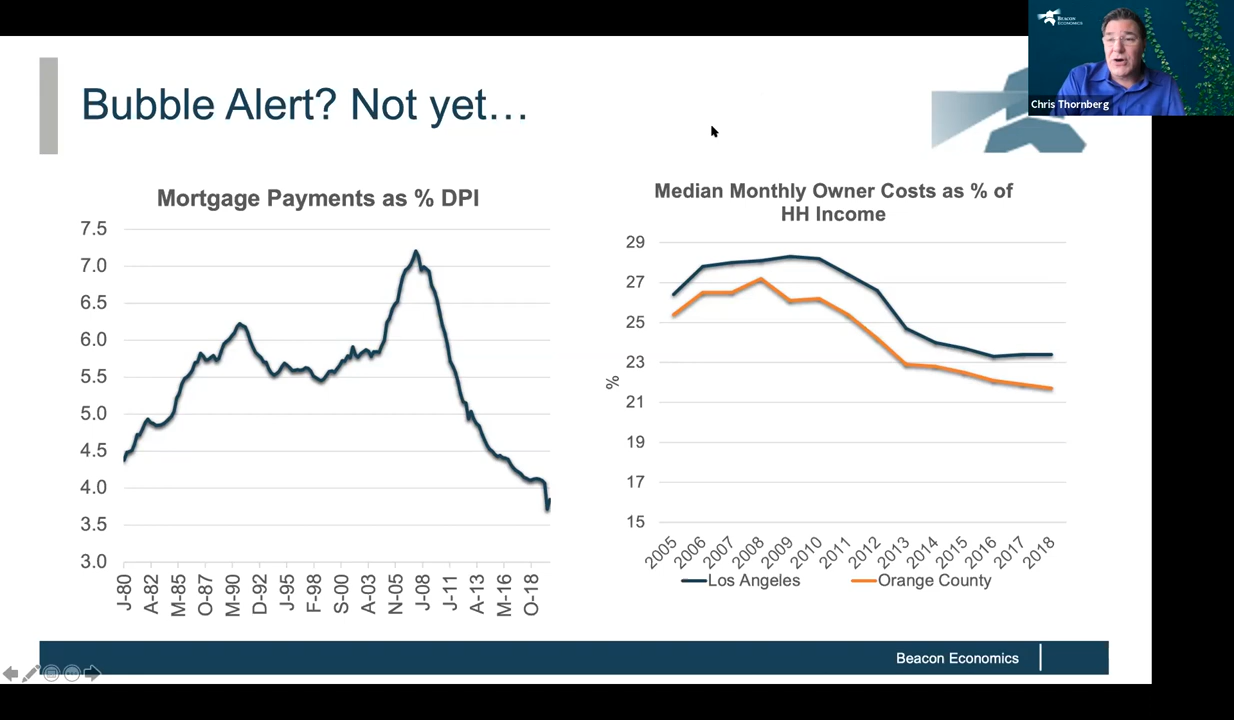 BEACON
ECONOMICS
Chris Thornberg
Bubble Alert? Not yet…
Mortgage Payments as % DPI
7.5
7.0
6.5
6.0
5.5
5.0
4.5
4.0
3.5
3.0
J-80
A-82
M-85
O-87
M-90
D-92
J-95
F-98
S-00
A-03
N-05
J-08
J-11
A-13
M-16
O-18
Median Monthly Owner Costs as % of
HH Income
29
27
25
23
21
19
17
15
%
2005
2006
2007
2008
2009
2010
2011
2012
2013
2014
2015
2016
2017
2018
Los Angeles
Orange County
Beacon Economics